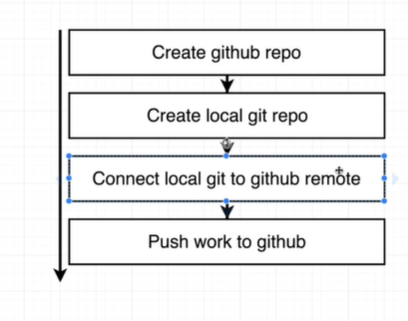 Create github repo
Create local git repo
Connect local git to github remote
Push work to github